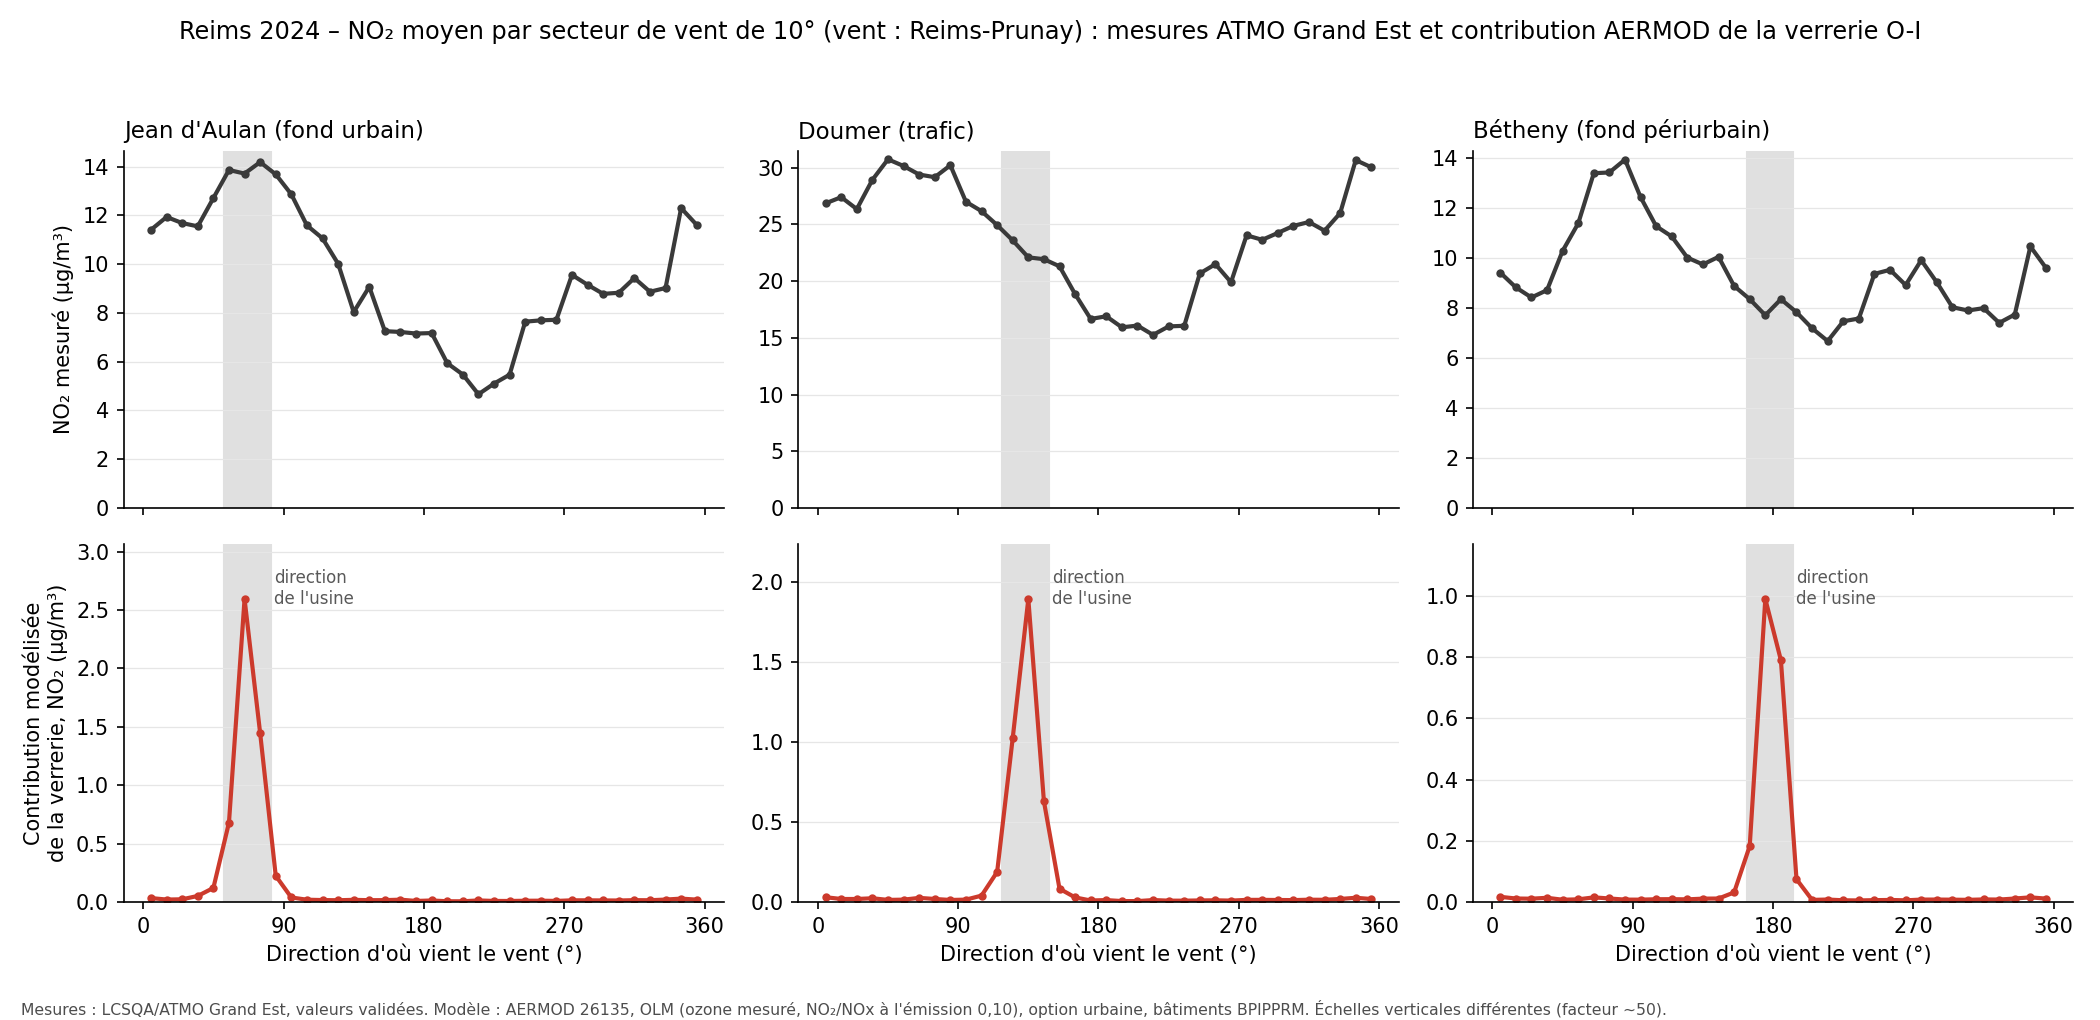 Reims 2024 – NO₂ moyen par secteur de vent de 10° (vent : Reims-Prunay) : mesures ATMO Grand Est et contribution AERMOD de la verrerie O-I
Jean d'Aulan (fond urbain)
Doumer (trafic)
Bétheny (fond périurbain)
NO₂ mesuré (µg/m³)
14
12
10
8
6
4
2
0
30
25
20
15
10
5
0
14
12
10
8
6
4
2
0
Contribution modélisée
de la verrerie, NO₂ (µg/m³)
3.0
2.5
2.0
1.5
1.0
0.5
0.0
direction
de l'usine
0 90 180 270 360
Direction d'où vient le vent (°)
2.0
1.5
1.0
0.5
0.0
direction
de l'usine
0 90 180 270 360
Direction d'où vient le vent (°)
1.0
0.8
0.6
0.4
0.2
0.0
direction
de l'usine
0 90 180 270 360
Direction d'où vient le vent (°)
Mesures : LCSQA/ATMO Grand Est, valeurs validées. Modèle : AERMOD 26135, OLM (ozone mesuré, NO₂/NOx à l'émission 0,10), option urbaine, bâtiments BPIPPRM. Échelles verticales différentes (facteur ~50).